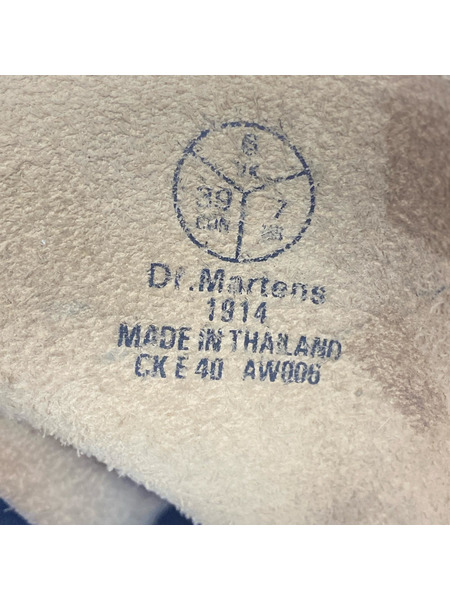 6
UK
39
EUR
7
US
Dr.Martens
1914
MADE IN THAILAND
CK E 40 AW006